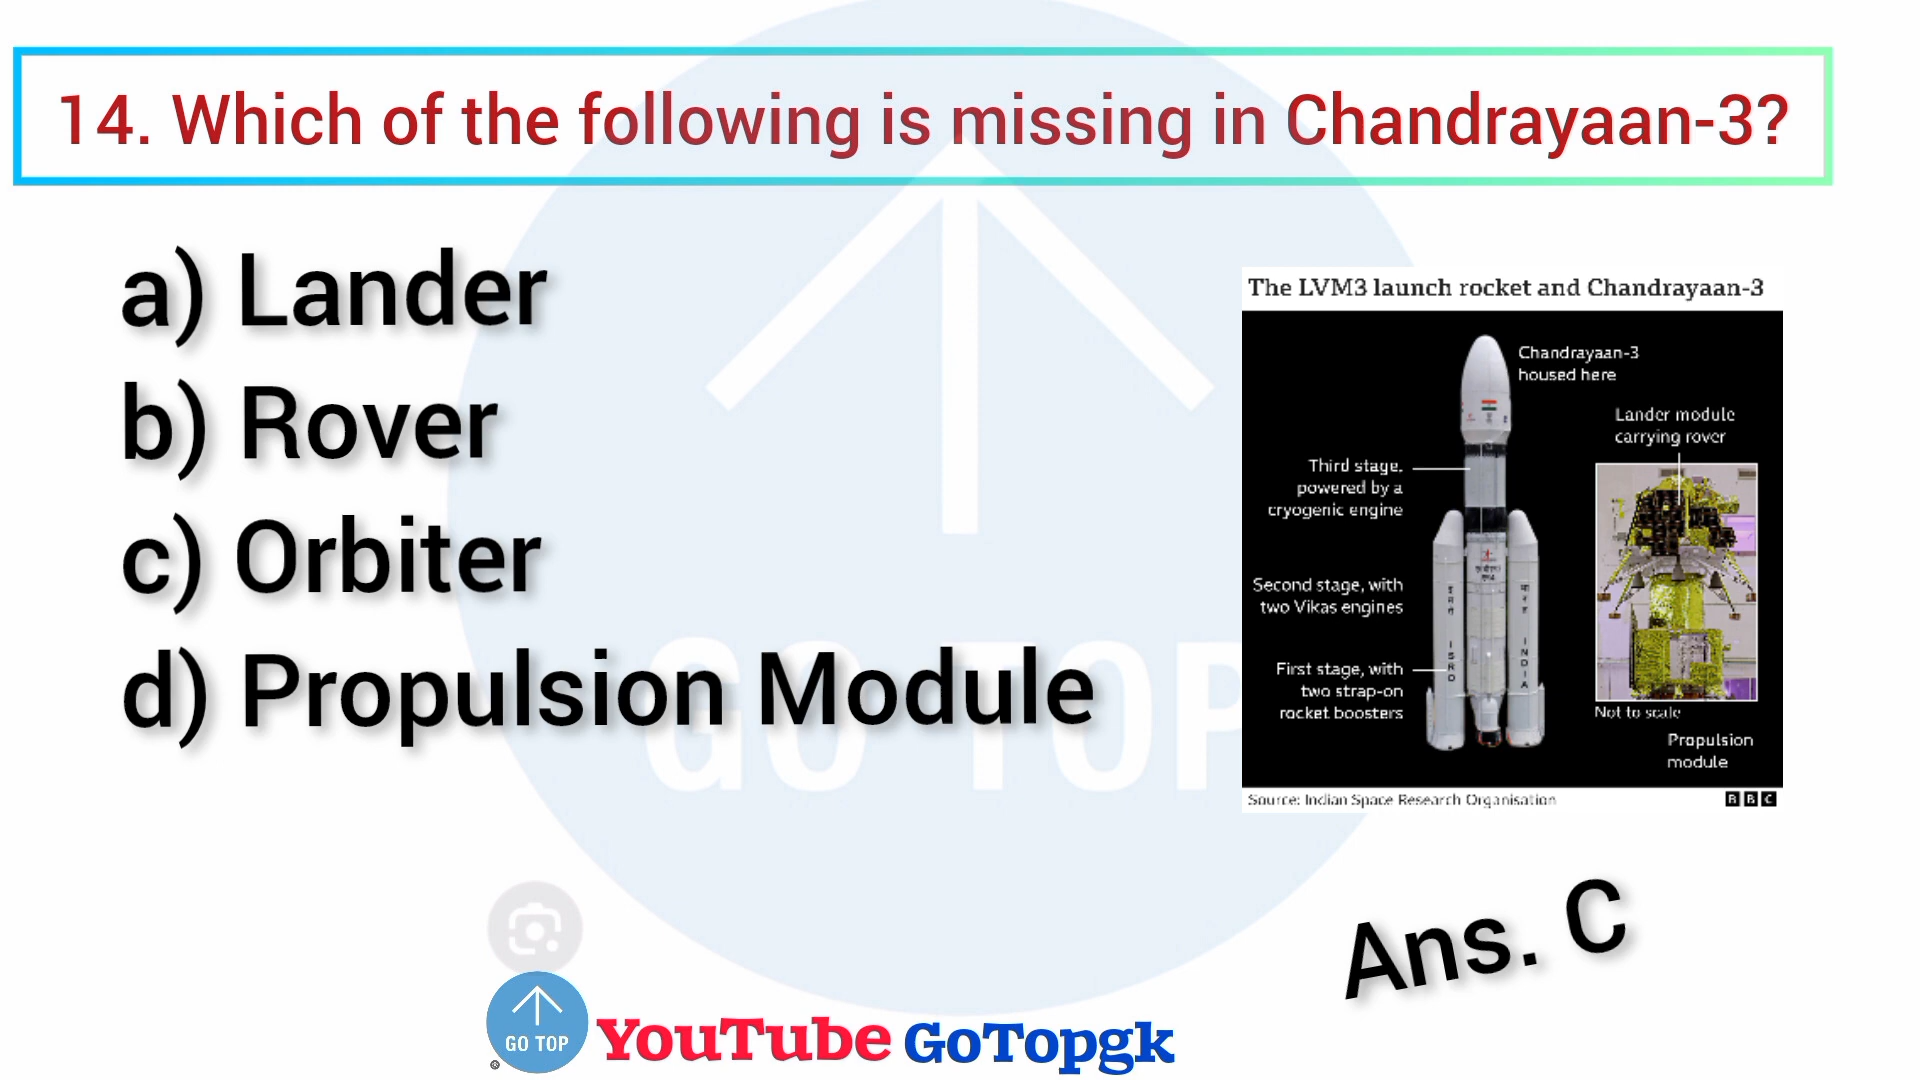 14. Which of the following is missing in Chandrayaan-3?
a) Lander
b) Rover
c) Orbiter
d) Propulsion Module
The LVM3 launch rocket and Chandrayaan-3
Chandrayaan-3
housed here
Lander module
carrying rover
Third stage,
powered by a
cryogenic engine
Second stage, with
two Vikas engines
First stage, with
two strap-on
rocket boosters
ISRO
INDIA
Not to scale
Propulsion
module
Source: Indian Space Research Organisation
BBC
GO TOP
Ans. C
GO TOP
YouTube GoTopgk